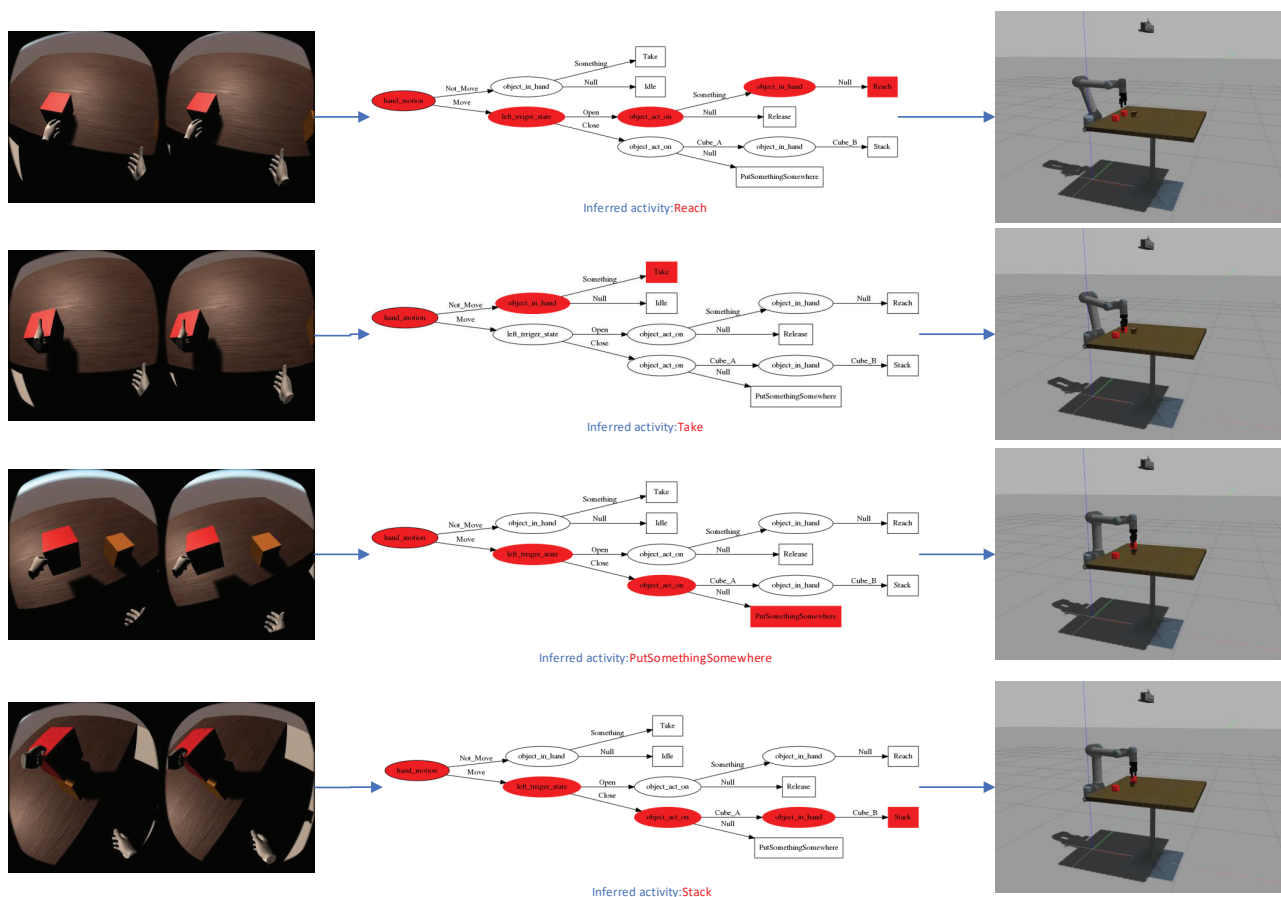 Something
Take
Not_Move
object_in_hand
Null
Idle
Something
object_in_hand
Null
Reach
hand_motion
Move
left_trriger_state
Open
object_act_on
Null
Release
Close
object_act_on
Cube_A
object_in_hand
Cube_B
Stack
Null
PutSomethingSomewhere
Inferred activity:Reach
Something
Take
Not_Move
object_in_hand
Null
Idle
Something
object_in_hand
Null
Reach
hand_motion
Move
left_trriger_state
Open
object_act_on
Null
Release
Close
object_act_on
Cube_A
object_in_hand
Cube_B
Stack
Null
PutSomethingSomewhere
Inferred activity:Take
Something
Take
Not_Move
object_in_hand
Null
Idle
Something
object_in_hand
Null
Reach
hand_motion
Move
left_trriger_state
Open
object_act_on
Null
Release
Close
object_act_on
Cube_A
object_in_hand
Cube_B
Stack
Null
PutSomethingSomewhere
Inferred activity:PutSomethingSomewhere
Something
Take
Not_Move
object_in_hand
Null
Idle
Something
object_in_hand
Null
Reach
hand_motion
Move
left_trriger_state
Open
object_act_on
Null
Release
Close
object_act_on
Cube_A
object_in_hand
Cube_B
Stack
Null
PutSomethingSomewhere
Inferred activity:Stack